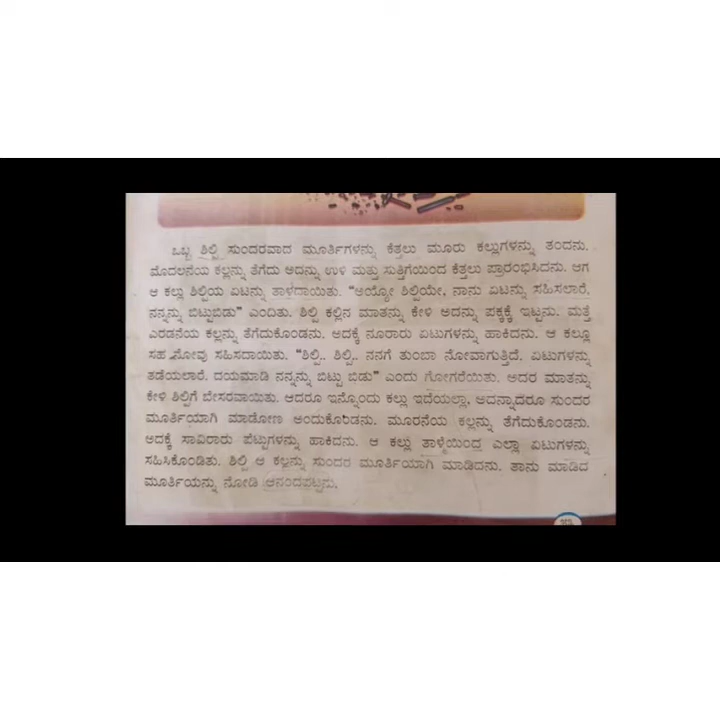 ಒಬ್ಬ ಶಿಲ್ಪಿ ಸುಂದರವಾದ ಮೂರ್ತಿಗಳನ್ನು ಕೆತ್ತಲು ಮೂರು ಕಲ್ಲುಗಳನ್ನು ತಂದನು.
ಮೊದಲನೆಯ ಕಲ್ಲನ್ನು ತೆಗೆದು ಅದನ್ನು ಉಳಿ ಮತ್ತು ಸುತ್ತಿಗೆಯಿಂದ ಕೆತ್ತಲು ಪ್ರಾರಂಭಿಸಿದನು. ಆಗ
ಆ ಕಲ್ಲು ಶಿಲ್ಪಿಯ ಏಟನ್ನು ತಾಳದಾಯಿತು. "ಅಯ್ಯೋ ಶಿಲ್ಪಿಯೇ, ನಾನು ಏಟನ್ನು ಸಹಿಸಲಾರೆ,
ನನ್ನನ್ನು ಬಿಟ್ಟುಬಿಡು" ಎಂದಿತು. ಶಿಲ್ಪಿ ಕಲ್ಲಿನ ಮಾತನ್ನು ಕೇಳಿ ಅದನ್ನು ಪಕ್ಕಕ್ಕೆ ಇಟ್ಟನು. ಮತ್ತೆ
ಎರಡನೆಯ ಕಲ್ಲನ್ನು ತೆಗೆದುಕೊಂಡನು. ಅದಕ್ಕೆ ನೂರಾರು ಏಟುಗಳನ್ನು ಹಾಕಿದನು. ಆ ಕಲ್ಲೂ
ಸಹ ನೋವು ಸಹಿಸದಾಯಿತು. "ಶಿಲ್ಪಿ.. ಶಿಲ್ಪಿ.. ನನಗೆ ತುಂಬಾ ನೋವಾಗುತ್ತಿದೆ. ಏಟುಗಳನ್ನು
ತಡೆಯಲಾರೆ. ದಯಮಾಡಿ ನನ್ನನ್ನು ಬಿಟ್ಟು ಬಿಡು" ಎಂದು ಗೋಗರೆಯಿತು. ಅದರ ಮಾತನ್ನು
ಕೇಳಿ ಶಿಲ್ಪಿಗೆ ಬೇಸರವಾಯಿತು. ಆದರೂ ಇನ್ನೊಂದು ಕಲ್ಲು ಇದೆಯಲ್ಲಾ, ಅದನ್ನಾದರೂ ಸುಂದರ
ಮೂರ್ತಿಯಾಗಿ ಮಾಡೋಣ ಅಂದುಕೊಂಡನು. ಮೂರನೆಯ ಕಲ್ಲನ್ನು ತೆಗೆದುಕೊಂಡನು.
ಅದಕ್ಕೆ ಸಾವಿರಾರು ಪೆಟ್ಟುಗಳನ್ನು ಹಾಕಿದನು. ಆ ಕಲ್ಲು ತಾಳ್ಮೆಯಿಂದ ಎಲ್ಲಾ ಏಟುಗಳನ್ನು
ಸಹಿಸಿಕೊಂಡಿತು. ಶಿಲ್ಪಿ ಆ ಕಲ್ಲನ್ನು ಸುಂದರ ಮೂರ್ತಿಯಾಗಿ ಮಾಡಿದನು. ತಾನು ಮಾಡಿದ
ಮೂರ್ತಿಯನ್ನು ನೋಡಿ ಆನಂದಪಟ್ಟನು.